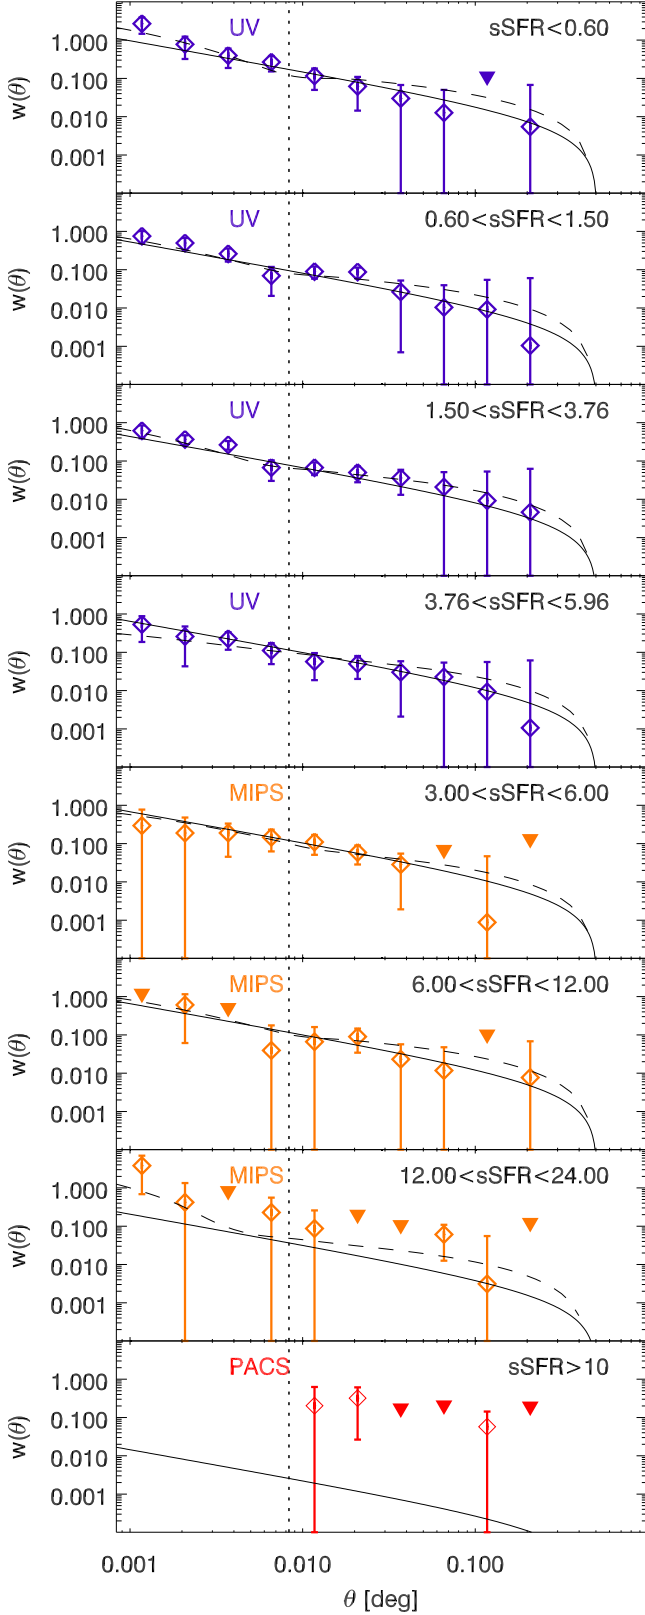 UV sSFR<0.60
1.000
0.100
0.010
0.001
w(θ)
UV 0.60<sSFR<1.50
1.000
0.100
0.010
0.001
w(θ)
UV 1.50<sSFR<3.76
1.000
0.100
0.010
0.001
w(θ)
UV 3.76<sSFR<5.96
1.000
0.100
0.010
0.001
w(θ)
MIPS 3.00<sSFR<6.00
1.000
0.100
0.010
0.001
w(θ)
MIPS 6.00<sSFR<12.00
1.000
0.100
0.010
0.001
w(θ)
MIPS 12.00<sSFR<24.00
1.000
0.100
0.010
0.001
w(θ)
PACS sSFR>10
1.000
0.100
0.010
0.001
w(θ)
0.001 0.010 0.100
θ [deg]